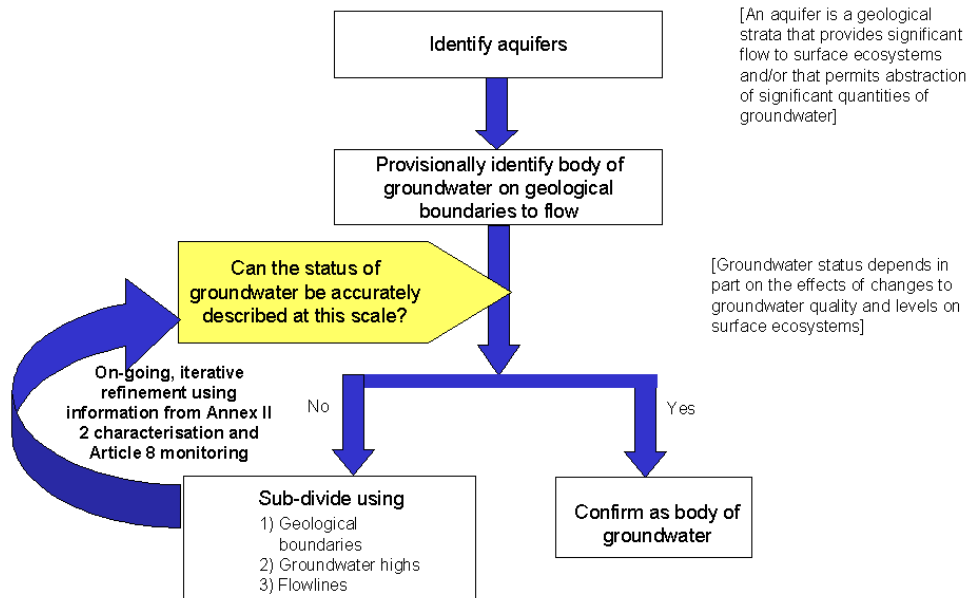 Identify aquifers
[An aquifer is a geological
strata that provides significant
flow to surface ecosystems
and/or that permits abstraction
of significant quantities of
groundwater]
Provisionally identify body of
groundwater on geological
boundaries to flow
Can the status of
groundwater be accurately
described at this scale?
[Groundwater status depends in
part on the effects of changes to
groundwater quality and levels on
surface ecosystems]
On-going, iterative
refinement using
information from Annex II
2 characterisation and
Article 8 monitoring
No
Yes
Sub-divide using
1) Geological
boundaries
2) Groundwater highs
3) Flowlines
Confirm as body of
groundwater